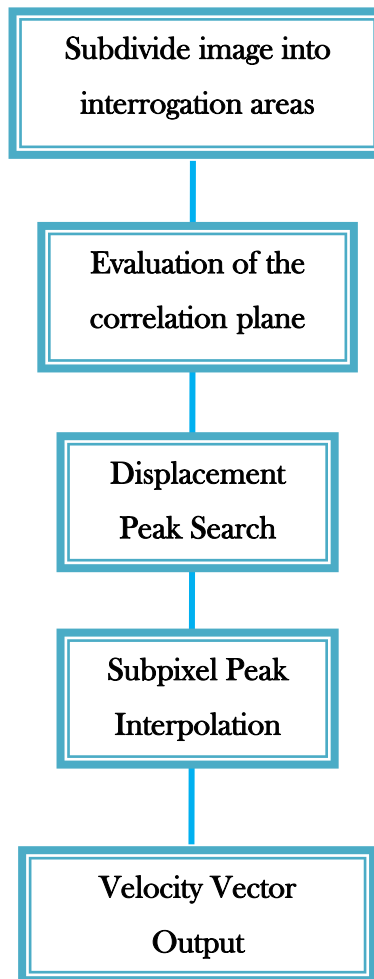 Subdivide image into
interrogation areas
Evaluation of the
correlation plane
Displacement
Peak Search
Subpixel Peak
Interpolation
Velocity Vector
Output